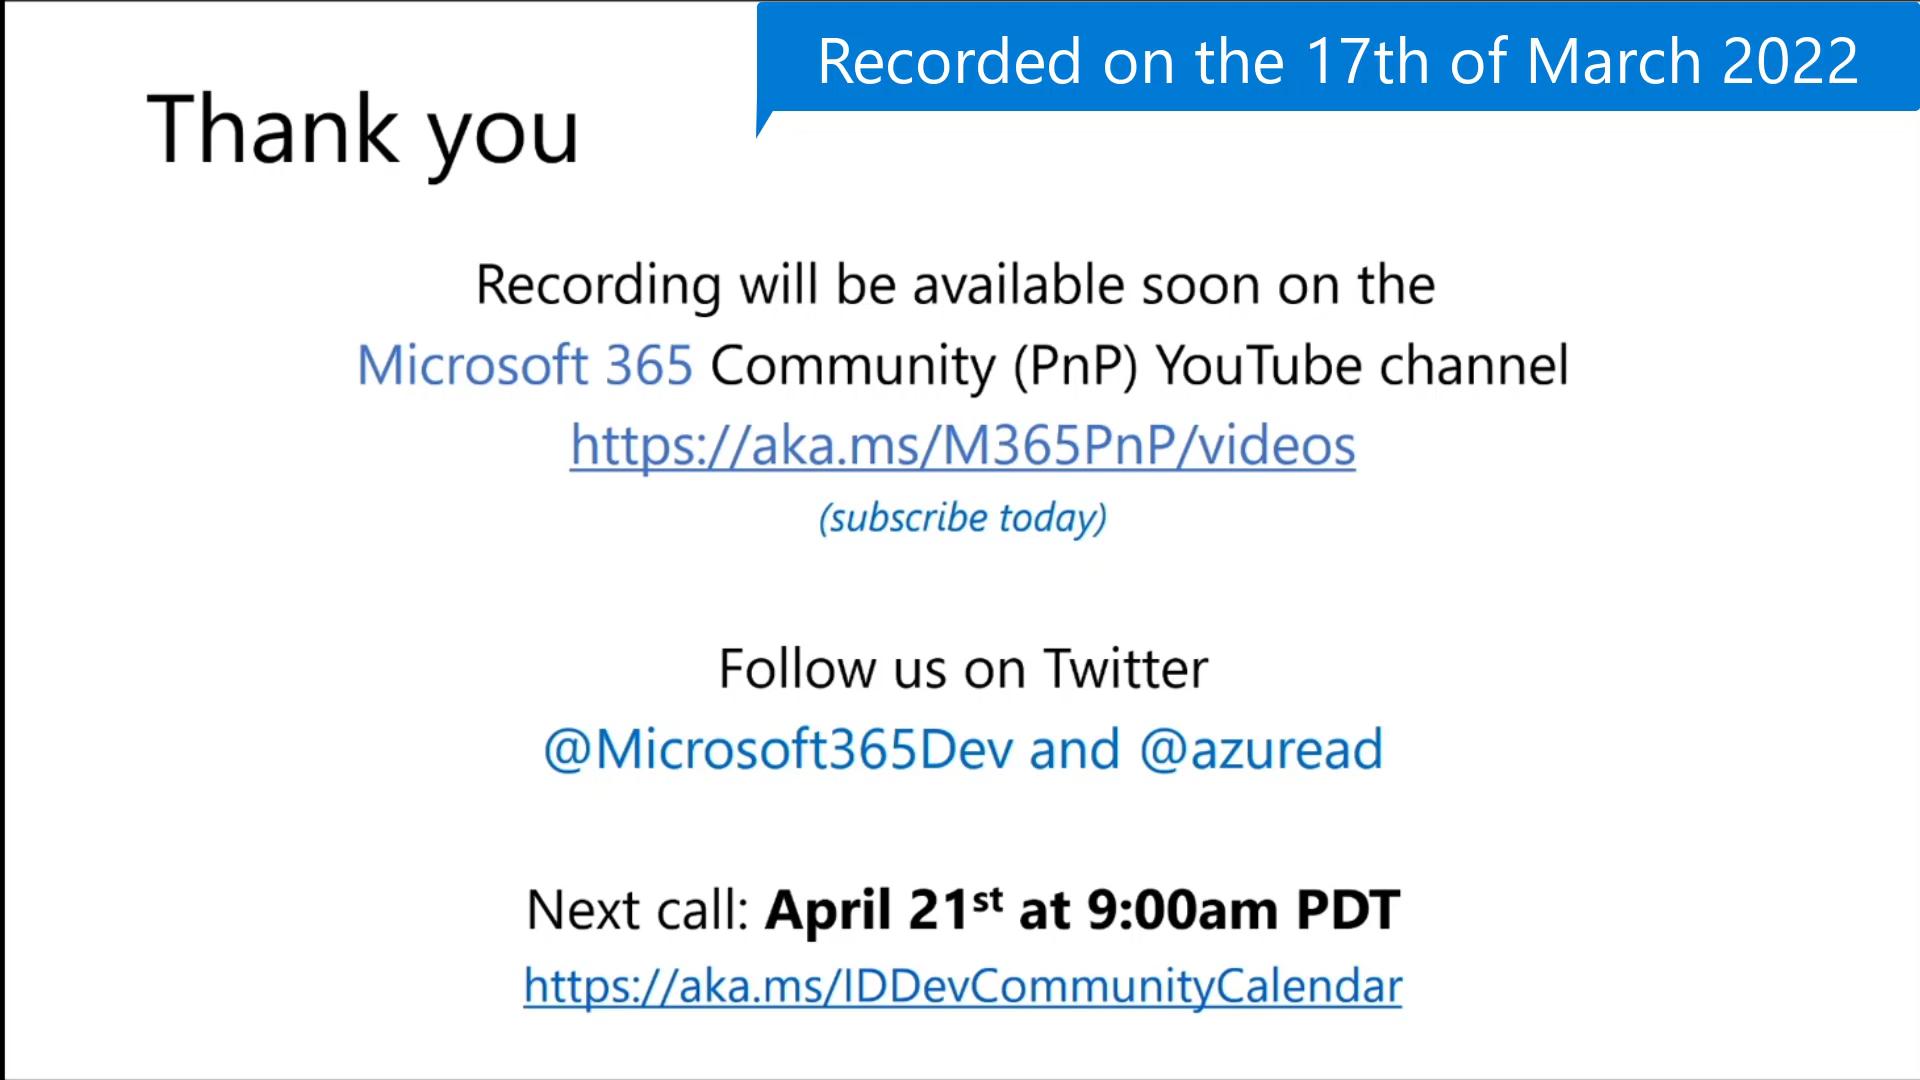 Recorded on the 17th of March 2022
Thank you
Recording will be available soon on the
Microsoft 365 Community (PnP) YouTube channel
https://aka.ms/M365PnP/videos
(subscribe today)
Follow us on Twitter
@Microsoft365Dev and @azuread
Next call: April 21st at 9:00am PDT
https://aka.ms/IDDevCommunityCalendar